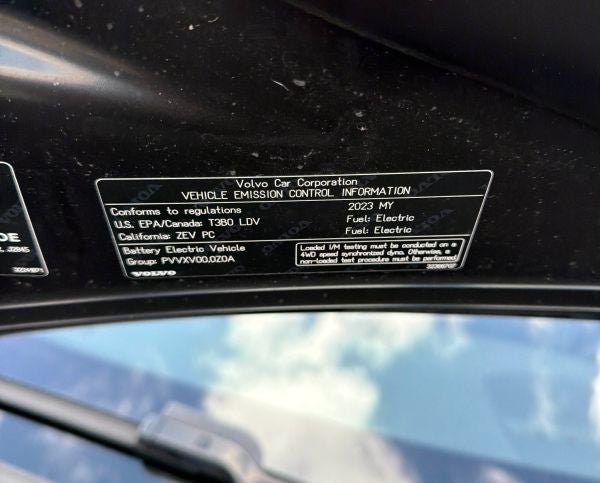 Volvo Car Corporation
VEHICLE EMISSION CONTROL INFORMATION
Conforms to regulations 2023 MY
U.S. EPA/Canada: T3B0 LDV Fuel: Electric
California: ZEV PC Fuel: Electric
Battery Electric Vehicle
Group: PVVXV00.0Z0A
Loaded I/M testing must be conducted on a
4WD speed synchronized dyno. Otherwise, a
non-loaded test procedure must be performed.
VOLVO
DE
J2845